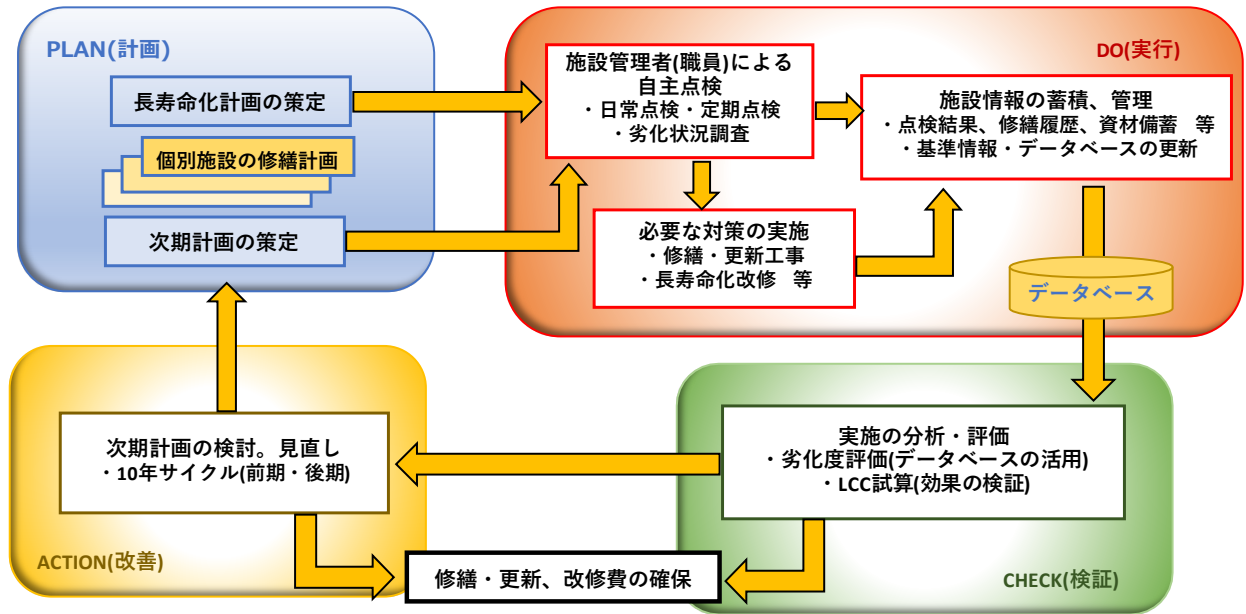 PLAN(計画)
長寿命化計画の策定
個別施設の修繕計画
次期計画の策定
DO(実行)
施設管理者(職員)による
自主点検
・日常点検・定期点検
・劣化状況調査
施設情報の蓄積、管理
・点検結果、修繕履歴、資材備蓄　等
・基準情報・データベースの更新
必要な対策の実施
・修繕・更新工事
・長寿命化改修　等
データベース
次期計画の検討。見直し
・10年サイクル(前期・後期)
ACTION(改善)
実施の分析・評価
・劣化度評価(データベースの活用)
・LCC試算(効果の検証)
CHECK(検証)
修繕・更新、改修費の確保